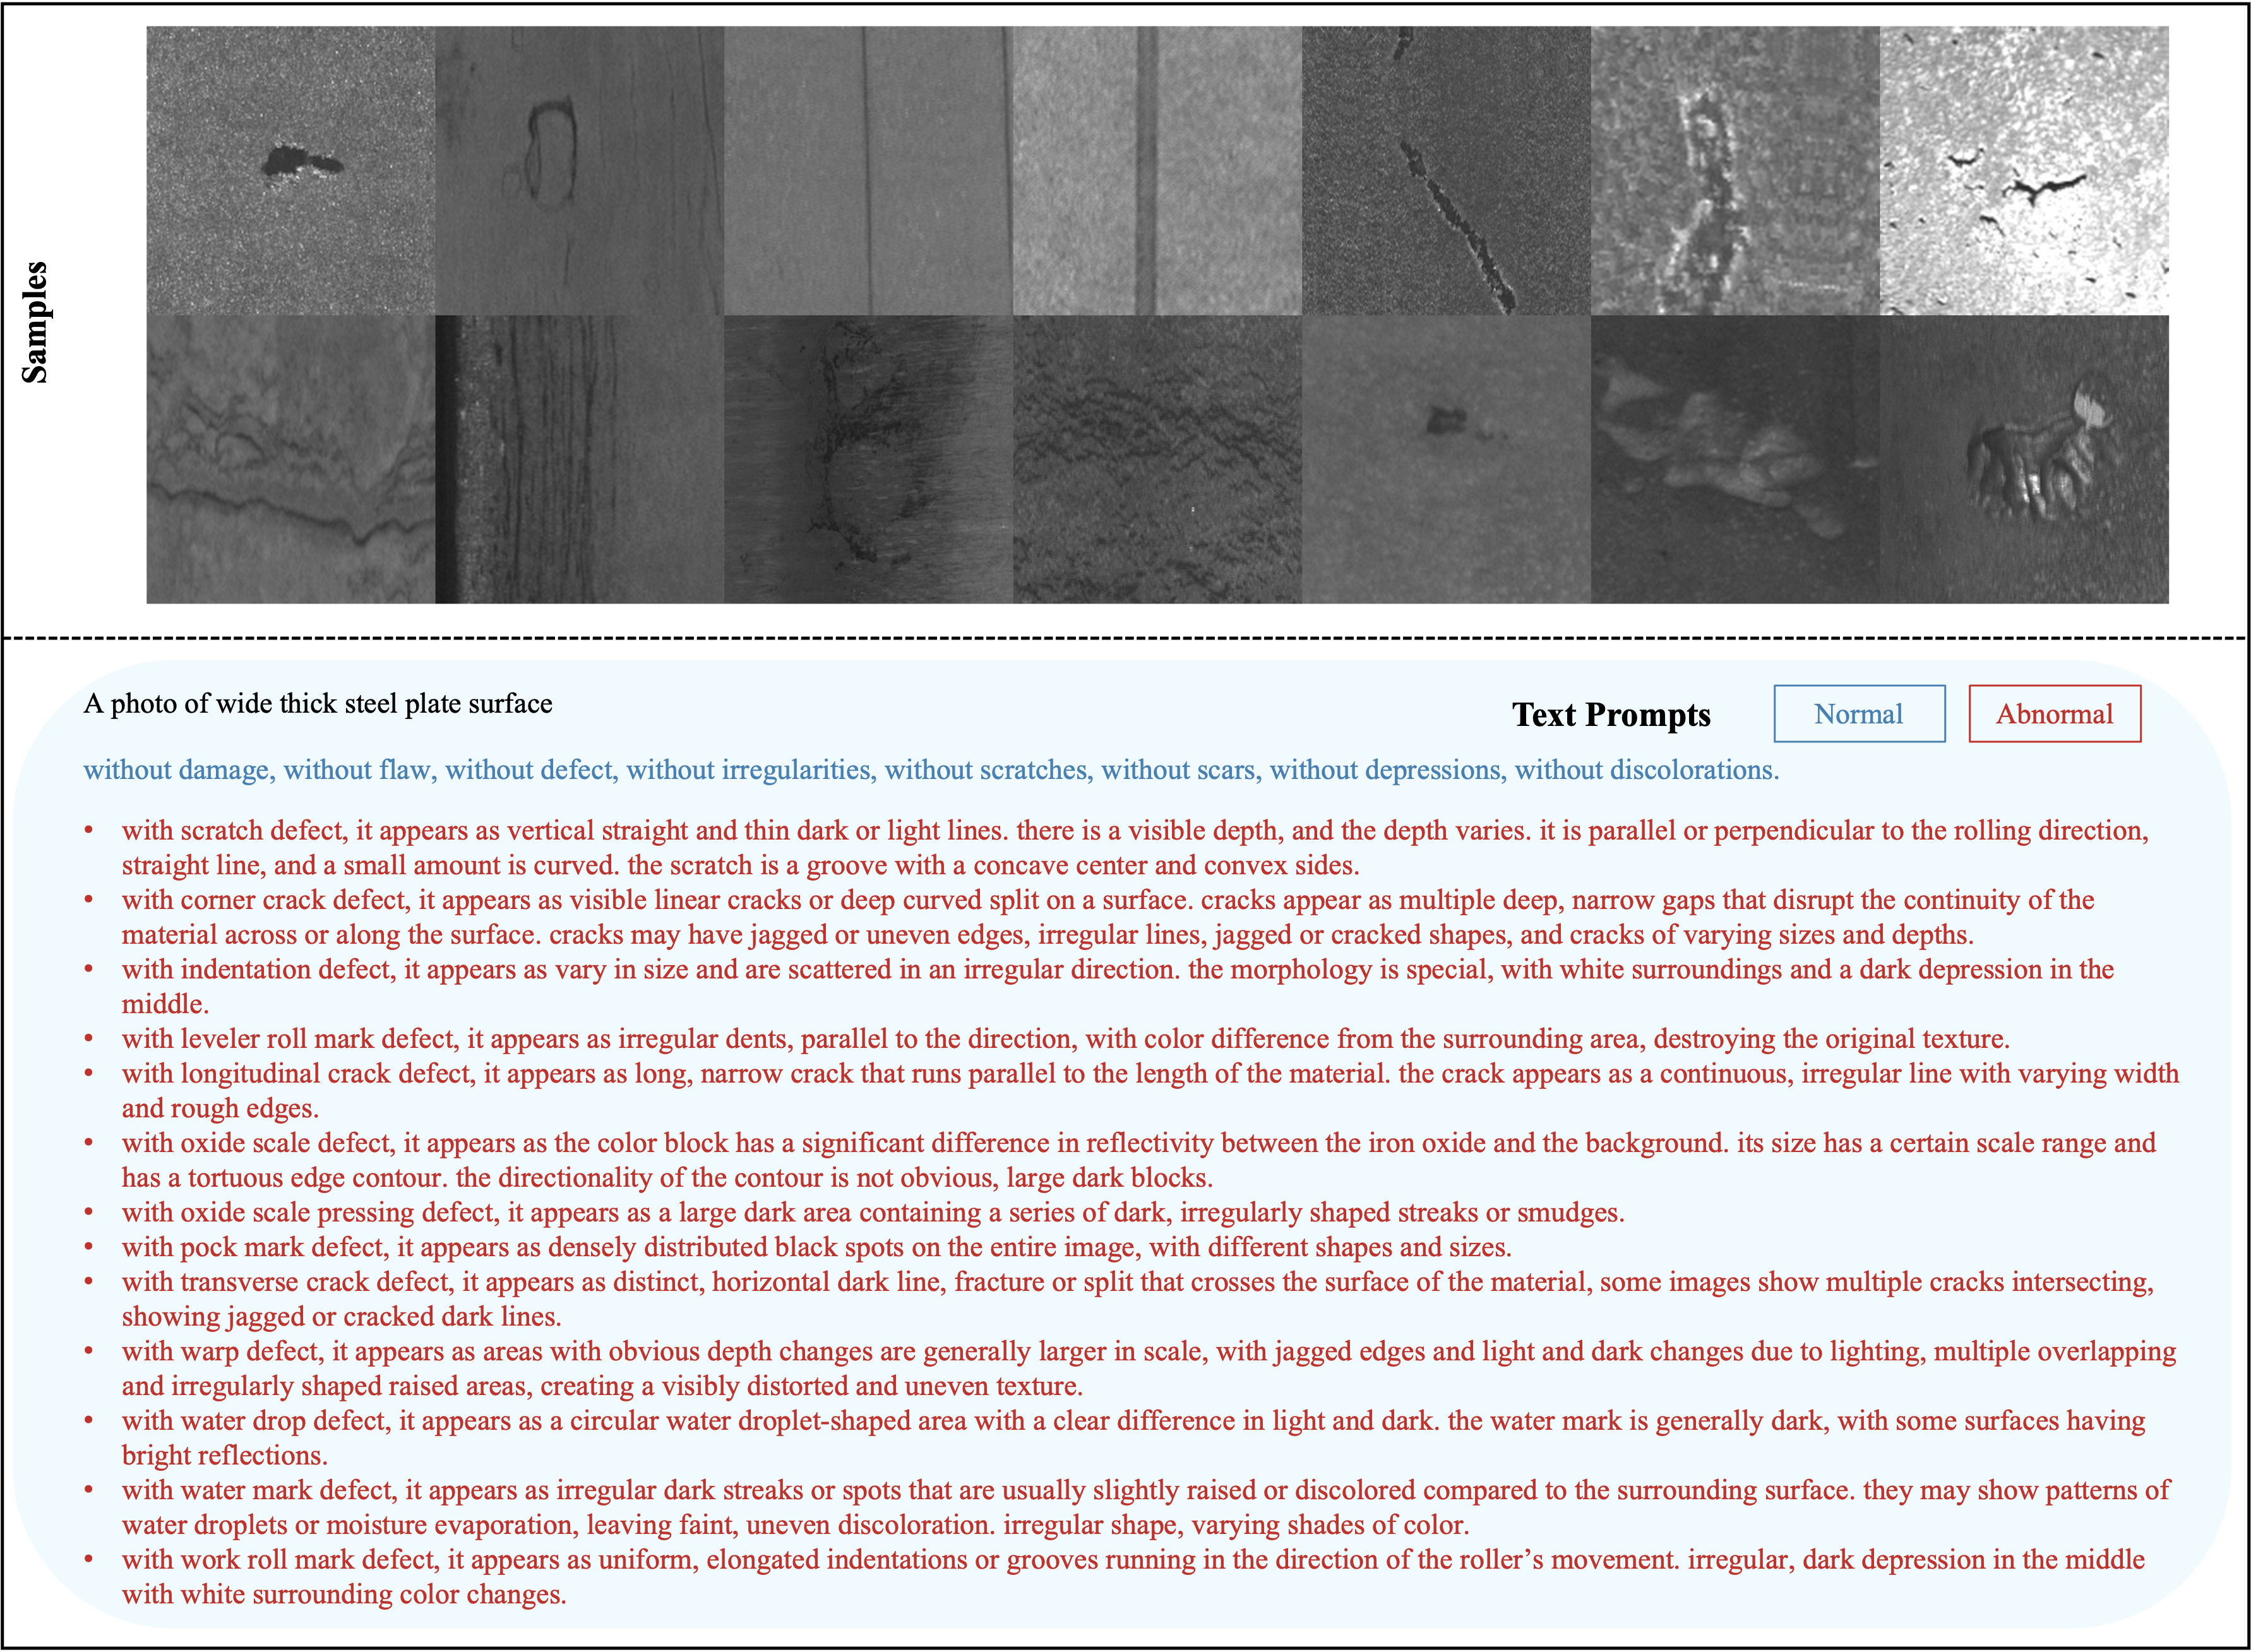 Samples
A photo of wide thick steel plate surface
Text Prompts
Normal
Abnormal
without damage, without flaw, without defect, without irregularities, without scratches, without scars, without depressions, without discolorations.
• with scratch defect, it appears as vertical straight and thin dark or light lines. there is a visible depth, and the depth varies. it is parallel or perpendicular to the rolling direction,
straight line, and a small amount is curved. the scratch is a groove with a concave center and convex sides.
• with corner crack defect, it appears as visible linear cracks or deep curved split on a surface. cracks appear as multiple deep, narrow gaps that disrupt the continuity of the
material across or along the surface. cracks may have jagged or uneven edges, irregular lines, jagged or cracked shapes, and cracks of varying sizes and depths.
• with indentation defect, it appears as vary in size and are scattered in an irregular direction. the morphology is special, with white surroundings and a dark depression in the
middle.
• with leveler roll mark defect, it appears as irregular dents, parallel to the direction, with color difference from the surrounding area, destroying the original texture.
• with longitudinal crack defect, it appears as long, narrow crack that runs parallel to the length of the material. the crack appears as a continuous, irregular line with varying width
and rough edges.
• with oxide scale defect, it appears as the color block has a significant difference in reflectivity between the iron oxide and the background. its size has a certain scale range and
has a tortuous edge contour. the directionality of the contour is not obvious, large dark blocks.
• with oxide scale pressing defect, it appears as a large dark area containing a series of dark, irregularly shaped streaks or smudges.
• with pock mark defect, it appears as densely distributed black spots on the entire image, with different shapes and sizes.
• with transverse crack defect, it appears as distinct, horizontal dark line, fracture or split that crosses the surface of the material, some images show multiple cracks intersecting,
showing jagged or cracked dark lines.
• with warp defect, it appears as areas with obvious depth changes are generally larger in scale, with jagged edges and light and dark changes due to lighting, multiple overlapping
and irregularly shaped raised areas, creating a visibly distorted and uneven texture.
• with water drop defect, it appears as a circular water droplet-shaped area with a clear difference in light and dark. the water mark is generally dark, with some surfaces having
bright reflections.
• with water mark defect, it appears as irregular dark streaks or spots that are usually slightly raised or discolored compared to the surrounding surface. they may show patterns of
water droplets or moisture evaporation, leaving faint, uneven discoloration. irregular shape, varying shades of color.
• with work roll mark defect, it appears as uniform, elongated indentations or grooves running in the direction of the roller’s movement. irregular, dark depression in the middle
with white surrounding color changes.